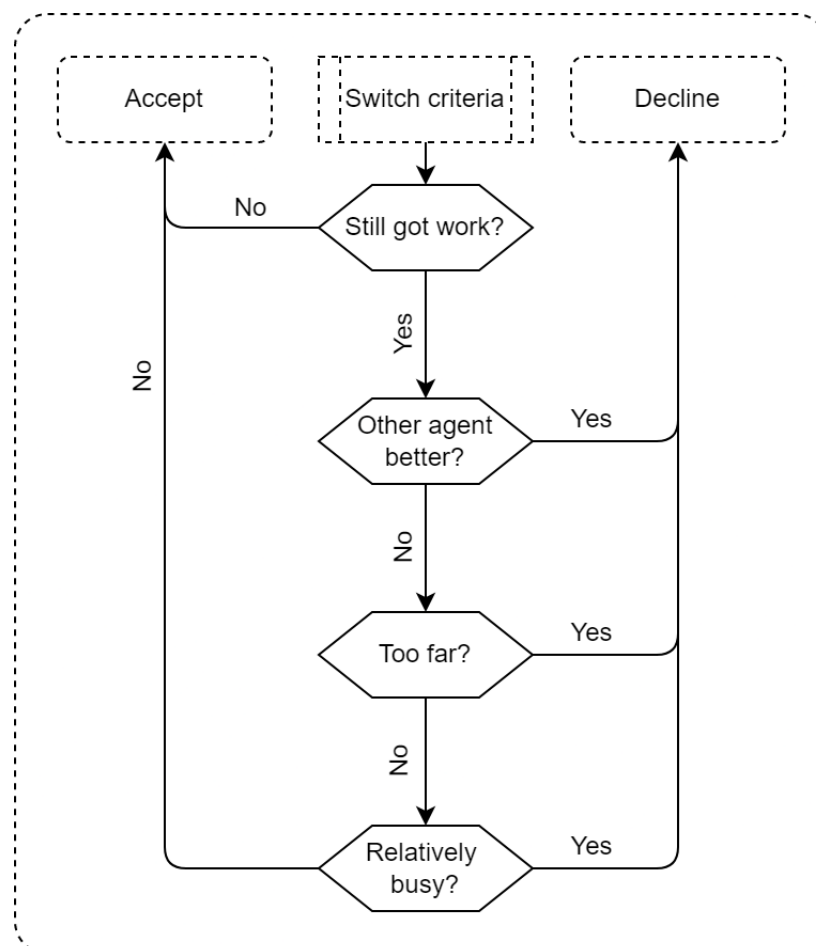 Accept
Switch criteria
Decline
No
Still got work?
Yes
No
Other agent
better?
Yes
No
Too far?
Yes
No
Relatively
busy?
Yes